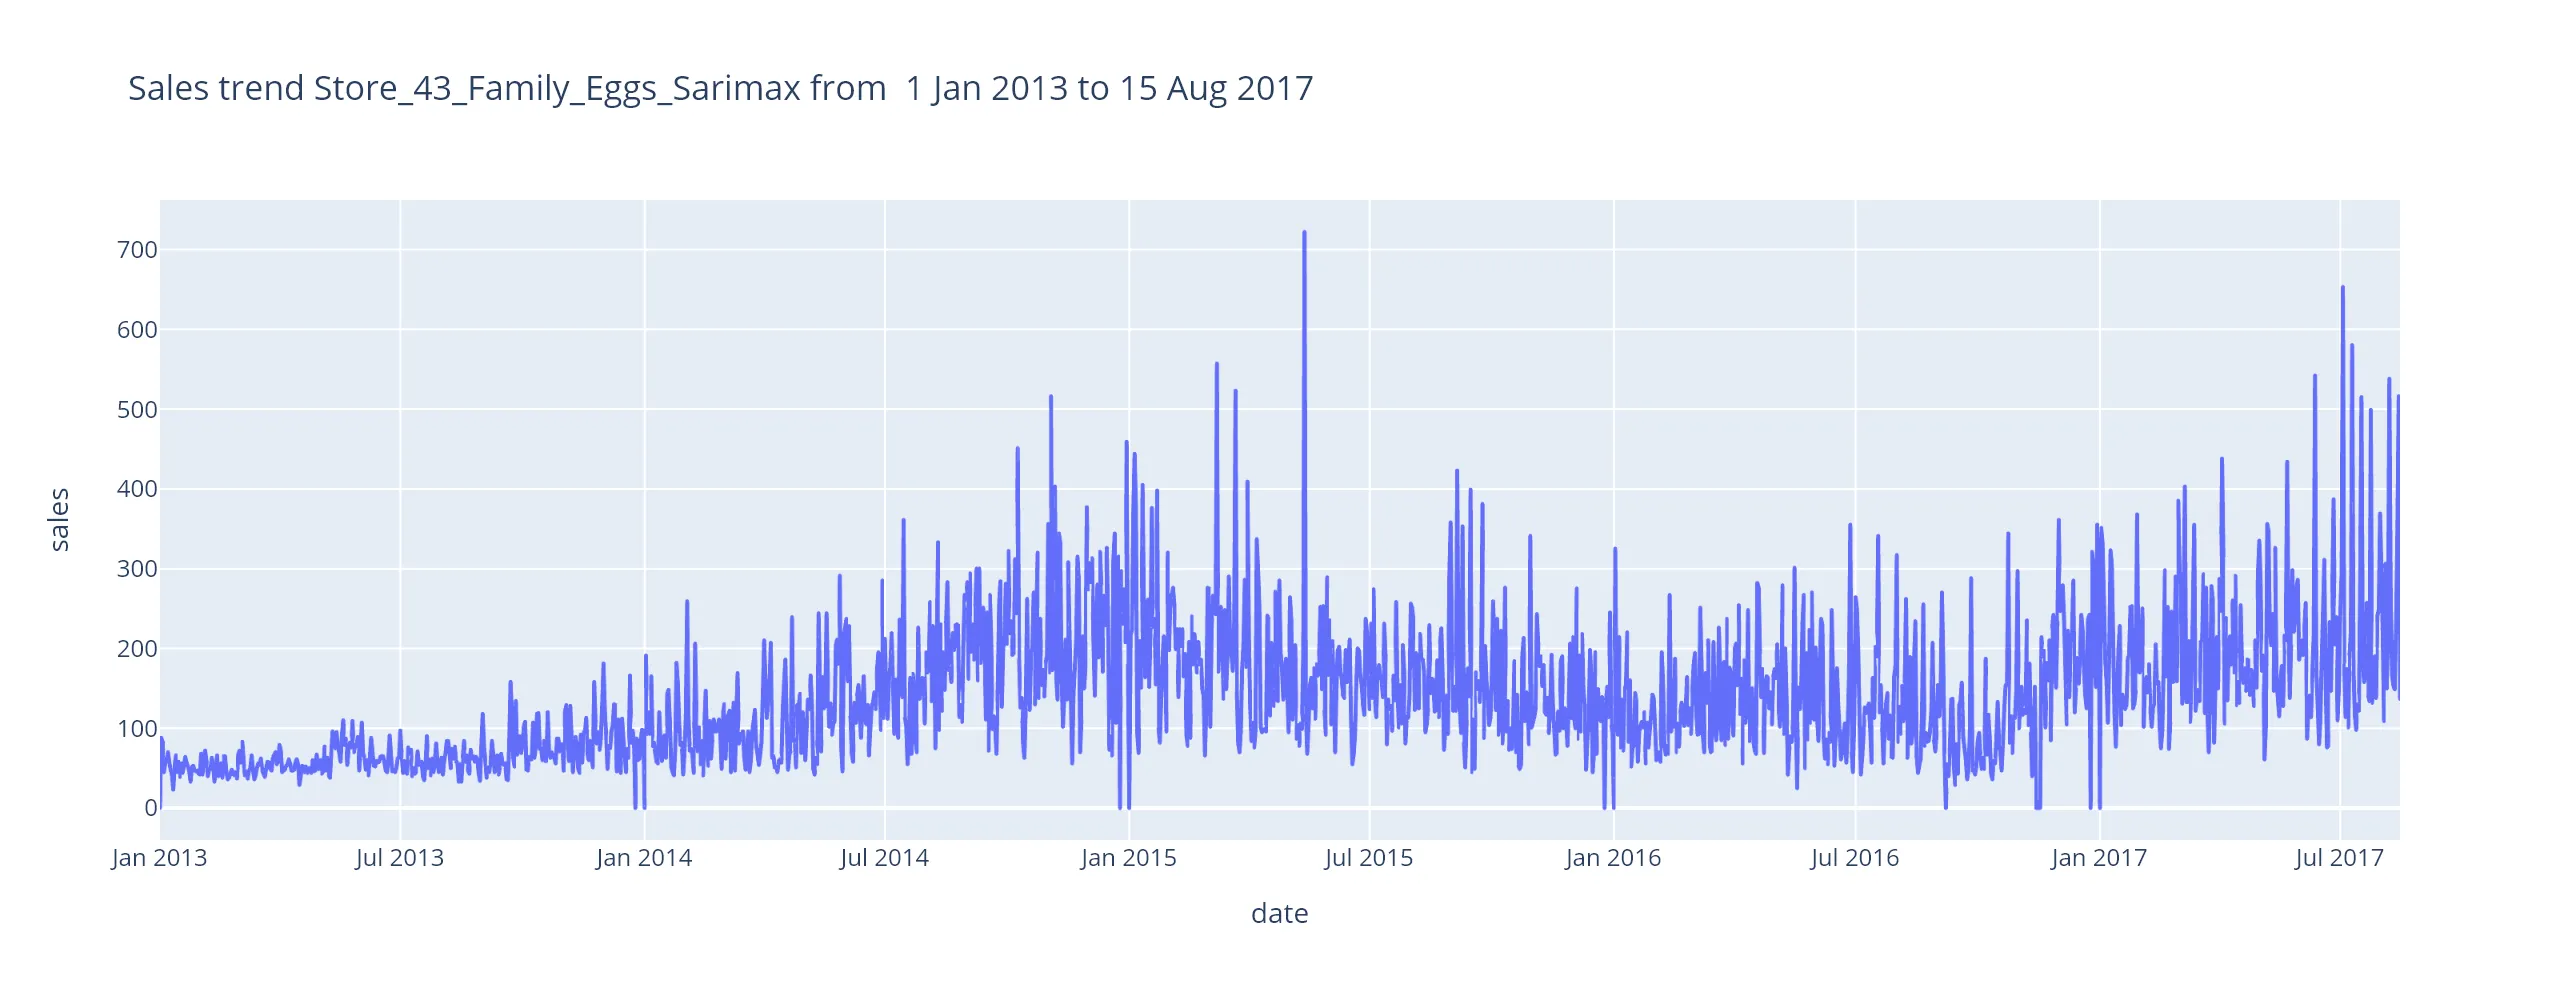 Sales trend Store_43_Family_Eggs_Sarimax from  1 Jan 2013 to 15 Aug 2017
700
600
500
400
300
200
100
0
sales
Jan 2013 Jul 2013 Jan 2014 Jul 2014 Jan 2015 Jul 2015 Jan 2016 Jul 2016 Jan 2017 Jul 2017
date